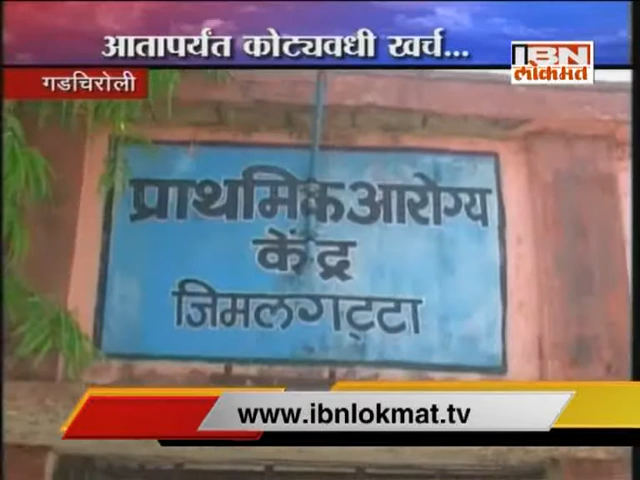 आतापर्यंत कोट्यवधी खर्च...
IBN
लोकमत
गडचिरोली
प्राथमिक आरोग्य
केंद्र
जिमलगट्टा
www.ibnlokmat.tv